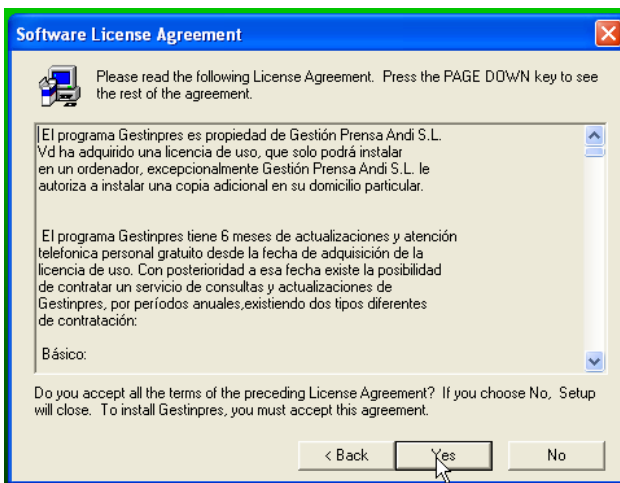 Software License Agreement
Please read the following License Agreement. Press the PAGE DOWN key to see
the rest of the agreement.
El programa Gestinpres es propiedad de Gestión Prensa Andi S.L.
Vd ha adquirido una licencia de uso, que solo podrá instalar
en un ordenador, excepcionalmente Gestión Prensa Andi S.L. le
autoriza a instalar una copia adicional en su domicilio particular.
El programa Gestinpres tiene 6 meses de actualizaciones y atención
telefonica personal gratuito desde la fecha de adquisición de la
licencia de uso. Con posterioridad a esa fecha existe la posibilidad
de contratar un servicio de consultas y actualizaciones de
Gestinpres, por períodos anuales,existiendo dos tipos diferentes
de contratación:
Básico:
Do you accept all the terms of the preceding License Agreement? If you choose No, Setup
will close. To install Gestinpres, you must accept this agreement.
< Back Yes No